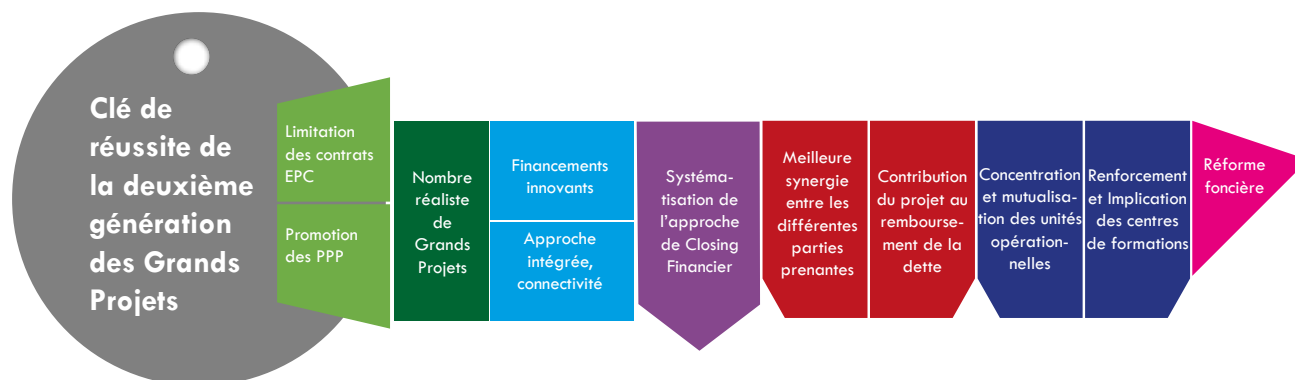 Clé de
réussite de
la deuxième
génération
des Grands
Projets
Limitation
des contrats
EPC
Promotion
des PPP
Nombre
réaliste
de
Grands
Projets
Financements
innovants
Approche
intégrée,
connectivité
Systéma-
tisation de
l'approche
de Closing
Financier
Meilleure
synergie
entre les
différentes
parties
prenantes
Contribution
du projet au
rembourse-
ment de la
dette
Concentration
et mutualisa-
tion des unités
opération-
nelles
Renforcement
et Implication
des centres
de formations
Réforme
foncière